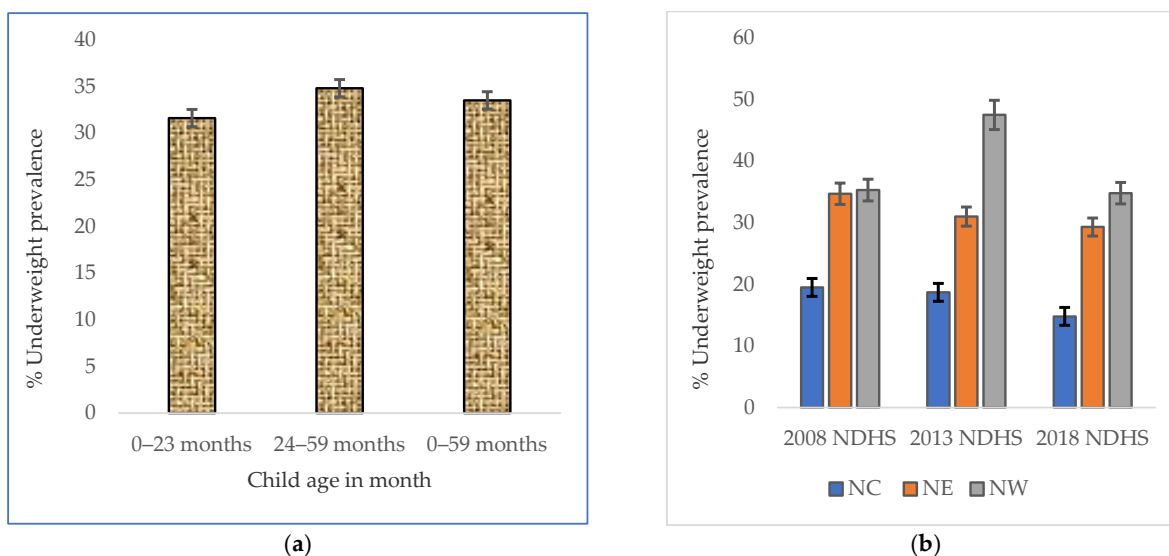 % Underweight prevalence
40
35
30
25
20
15
10
5
0
0–23 months 24–59 months 0–59 months
Child age in month
(a)
% Underweight prevalence
60
50
40
30
20
10
0
2008 NDHS 2013 NDHS 2018 NDHS
NC NE NW
(b)